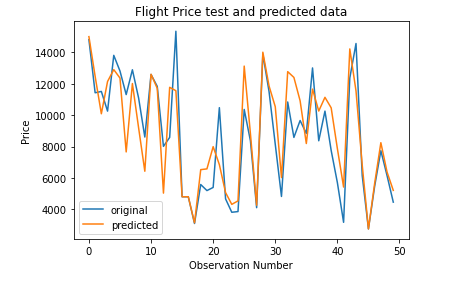 Flight Price test and predicted data
14000
12000
10000
8000
6000
4000
Price
original
predicted
0 10 20 30 40 50
Observation Number